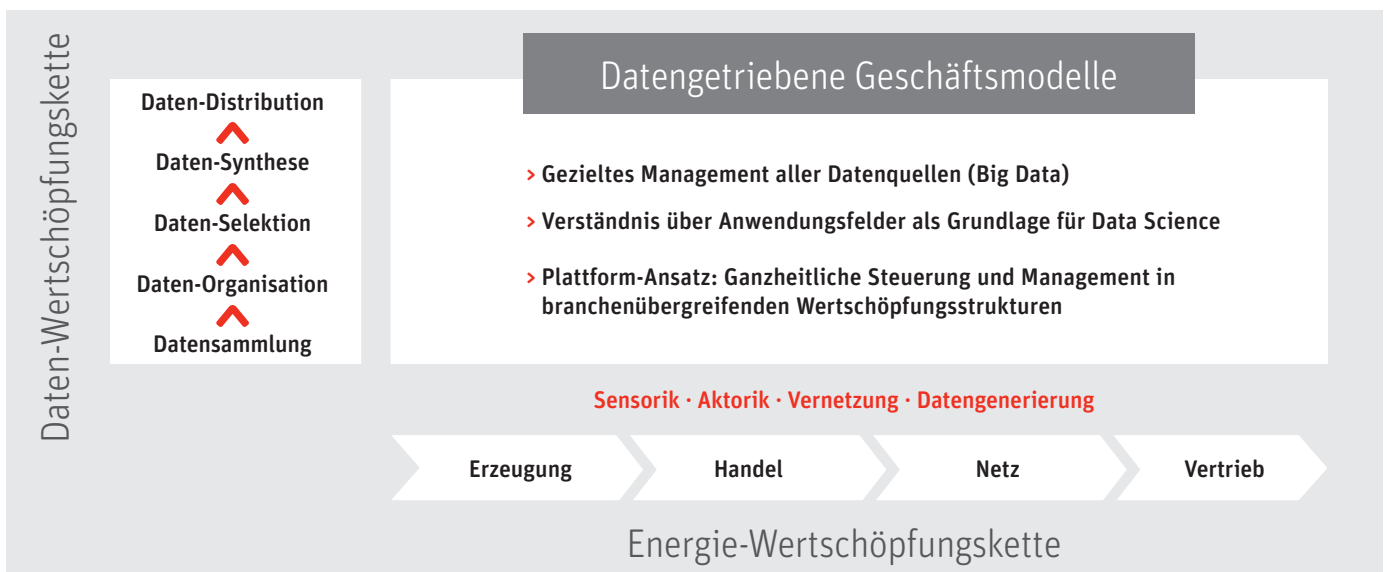 Daten-Wertschöpfungskette
Daten-Distribution
Daten-Synthese
Daten-Selektion
Daten-Organisation
Datensammlung
Datengetriebene Geschäftsmodelle
> Gezieltes Management aller Datenquellen (Big Data)
> Verständnis über Anwendungsfelder als Grundlage für Data Science
> Plattform-Ansatz: Ganzheitliche Steuerung und Management in
branchenübergreifenden Wertschöpfungsstrukturen
Sensorik · Aktorik · Vernetzung · Datengenerierung
Erzeugung Handel Netz Vertrieb
Energie-Wertschöpfungskette